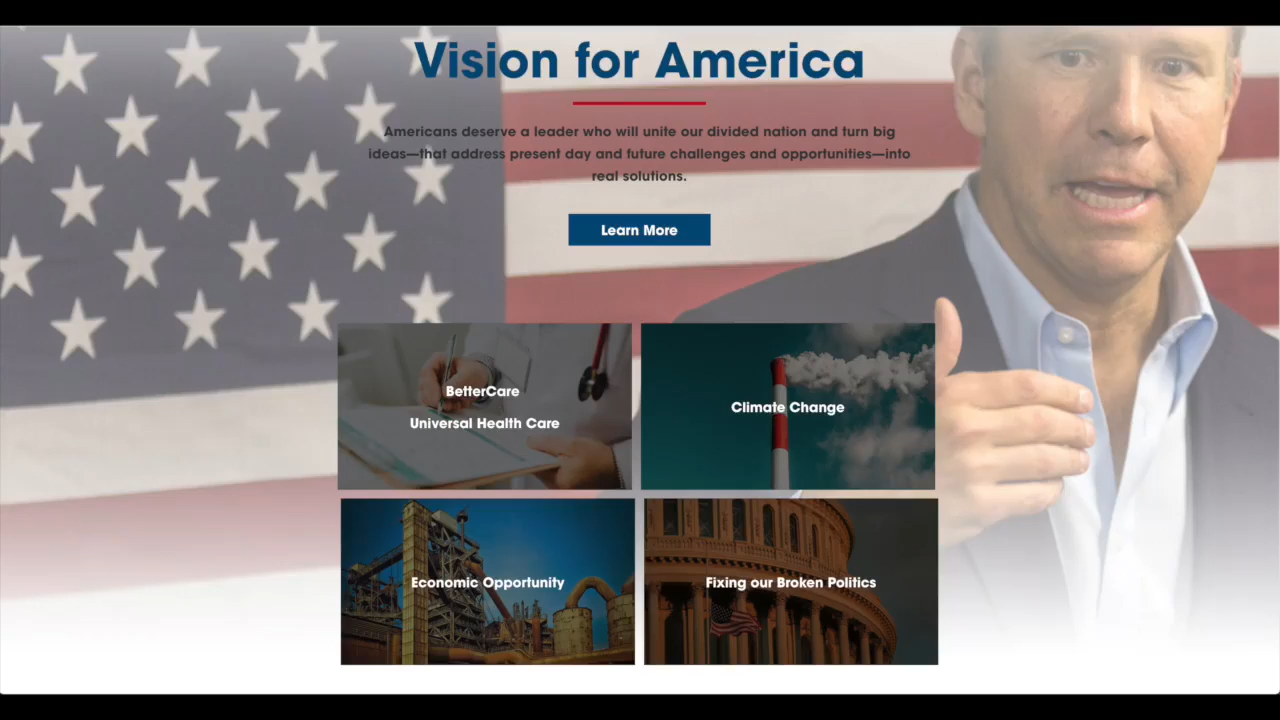 Vision for America
Americans deserve a leader who will unite our divided nation and turn big
ideas—that address present day and future challenges and opportunities—into
real solutions.
Learn More
BetterCare
Universal Health Care
Climate Change
Economic Opportunity
Fixing our Broken Politics